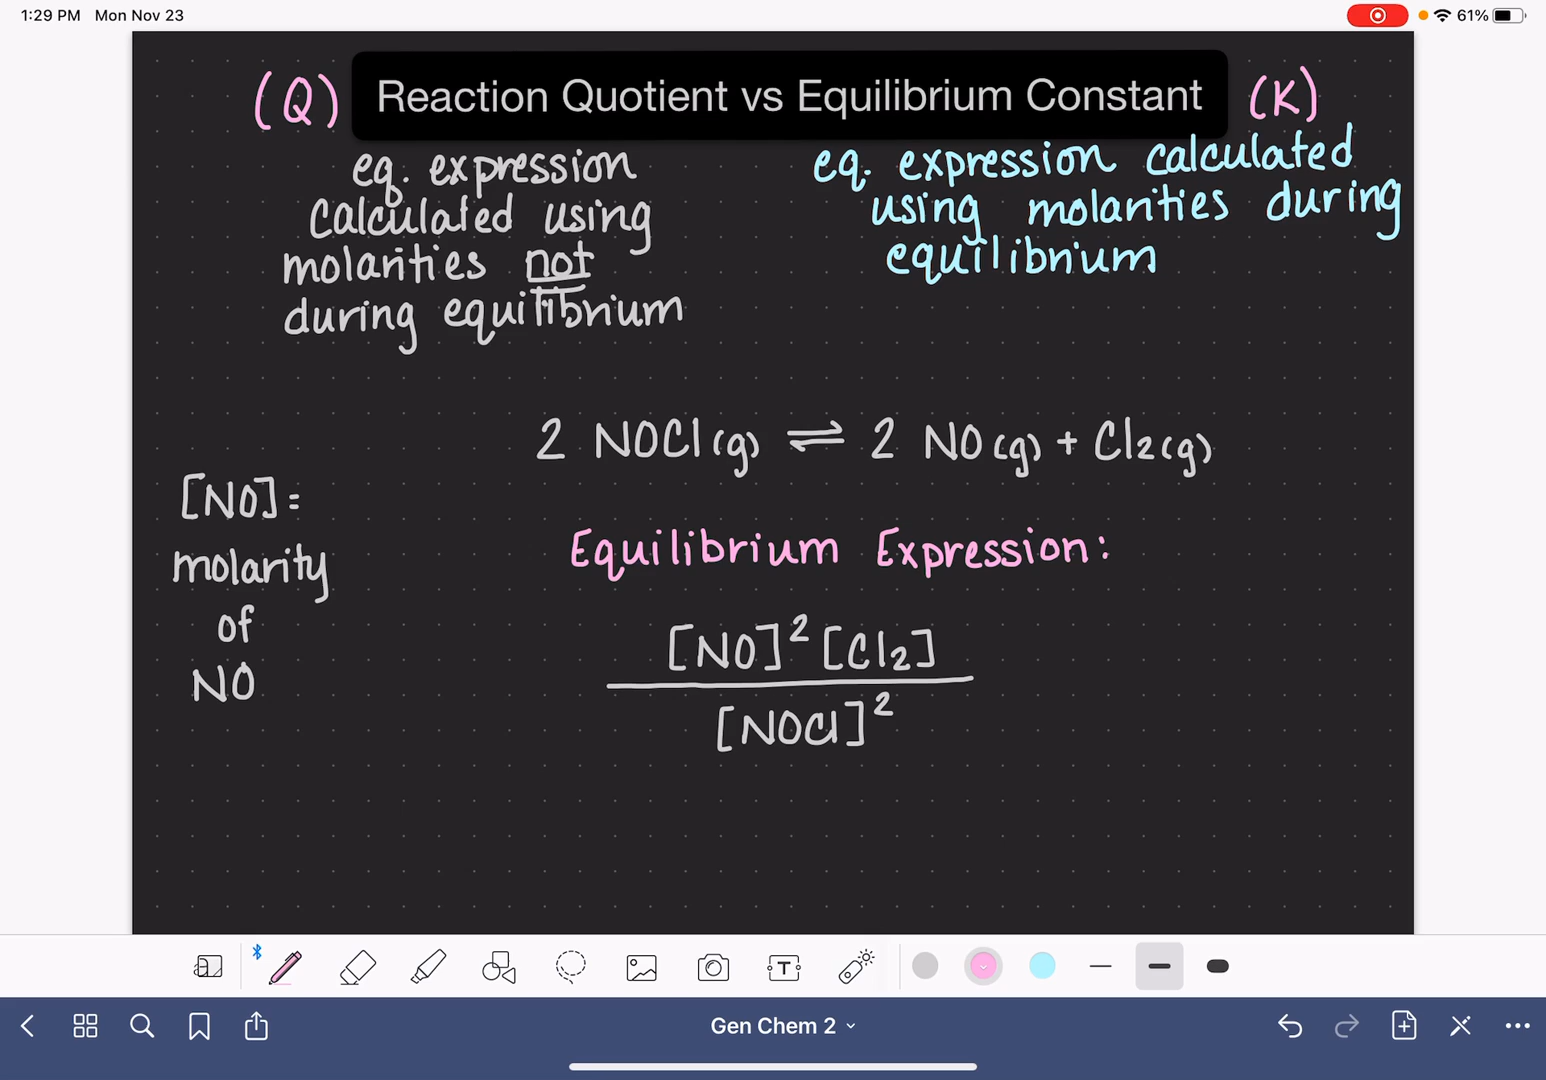 1:29 PM Mon Nov 23
61%
(Q) Reaction Quotient vs Equilibrium Constant (K)
eq. expression
Calculated using
molarities not
during equilibrium
eq. expression calculated
using molarities during
equilibrium
2 NOCl(g) ⇌ 2 NO(g) + Cl₂(g)
[NO] =
molarity
of
NO
Equilibrium Expression:
[NO]² [Cl₂]
[NOCl]²
T
Gen Chem 2